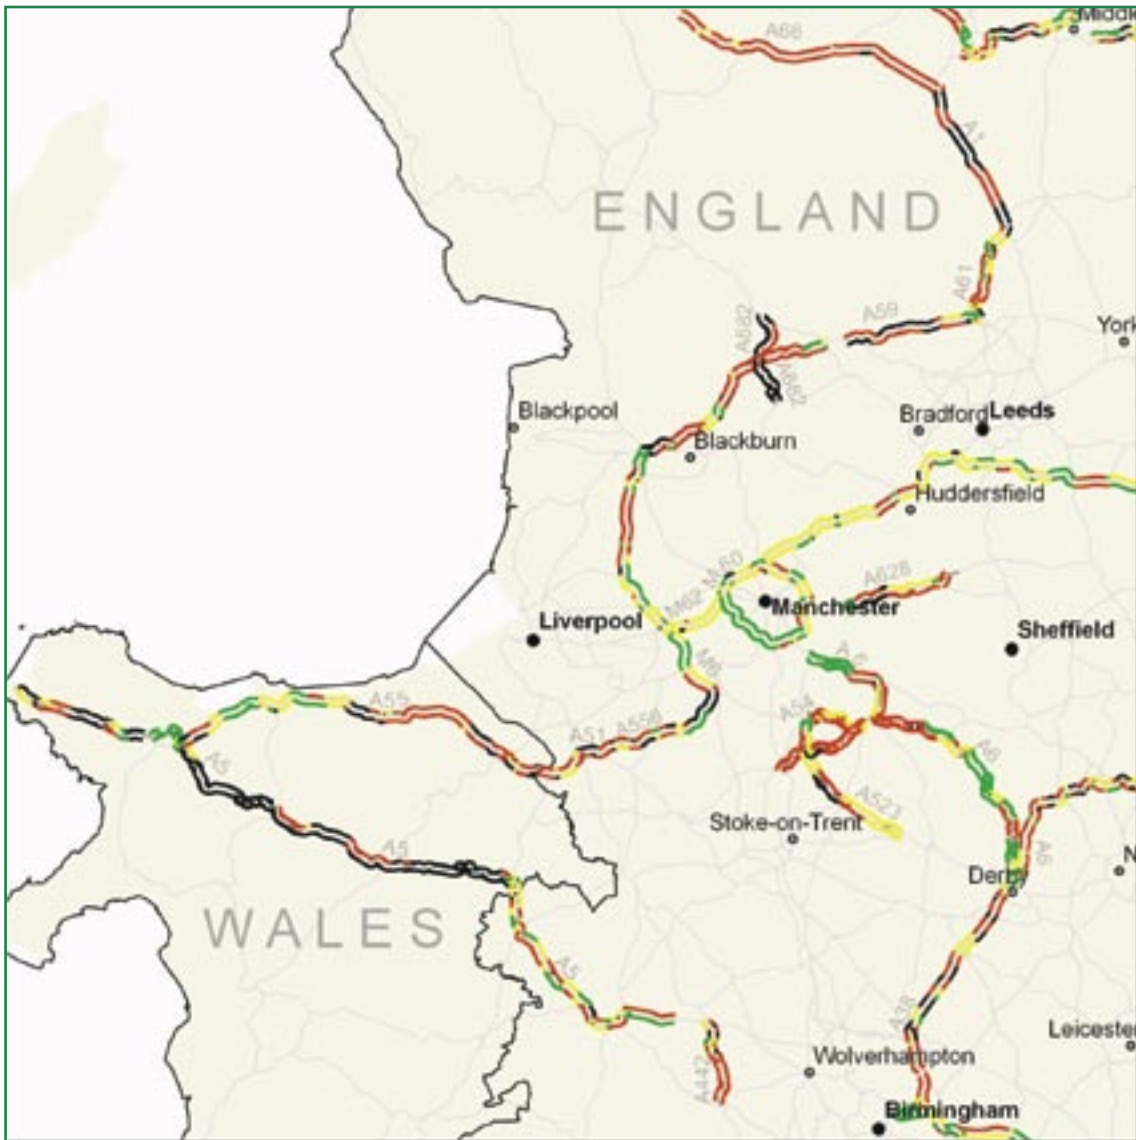 Middl
A66
A1
ENGLAND
A61
A59
A682
York
A682
Blackpool
Bradford
Leeds
Blackburn
Huddersfield
M60
A628
M62
Manchester
Liverpool
Sheffield
A6
M6
A55
A54
A556
A51
A5
A6
A523
Stoke-on-Trent
A5
A6
N
Derby
WALES
A5
A38
Leicester
Wolverhampton
A442
Birmingham